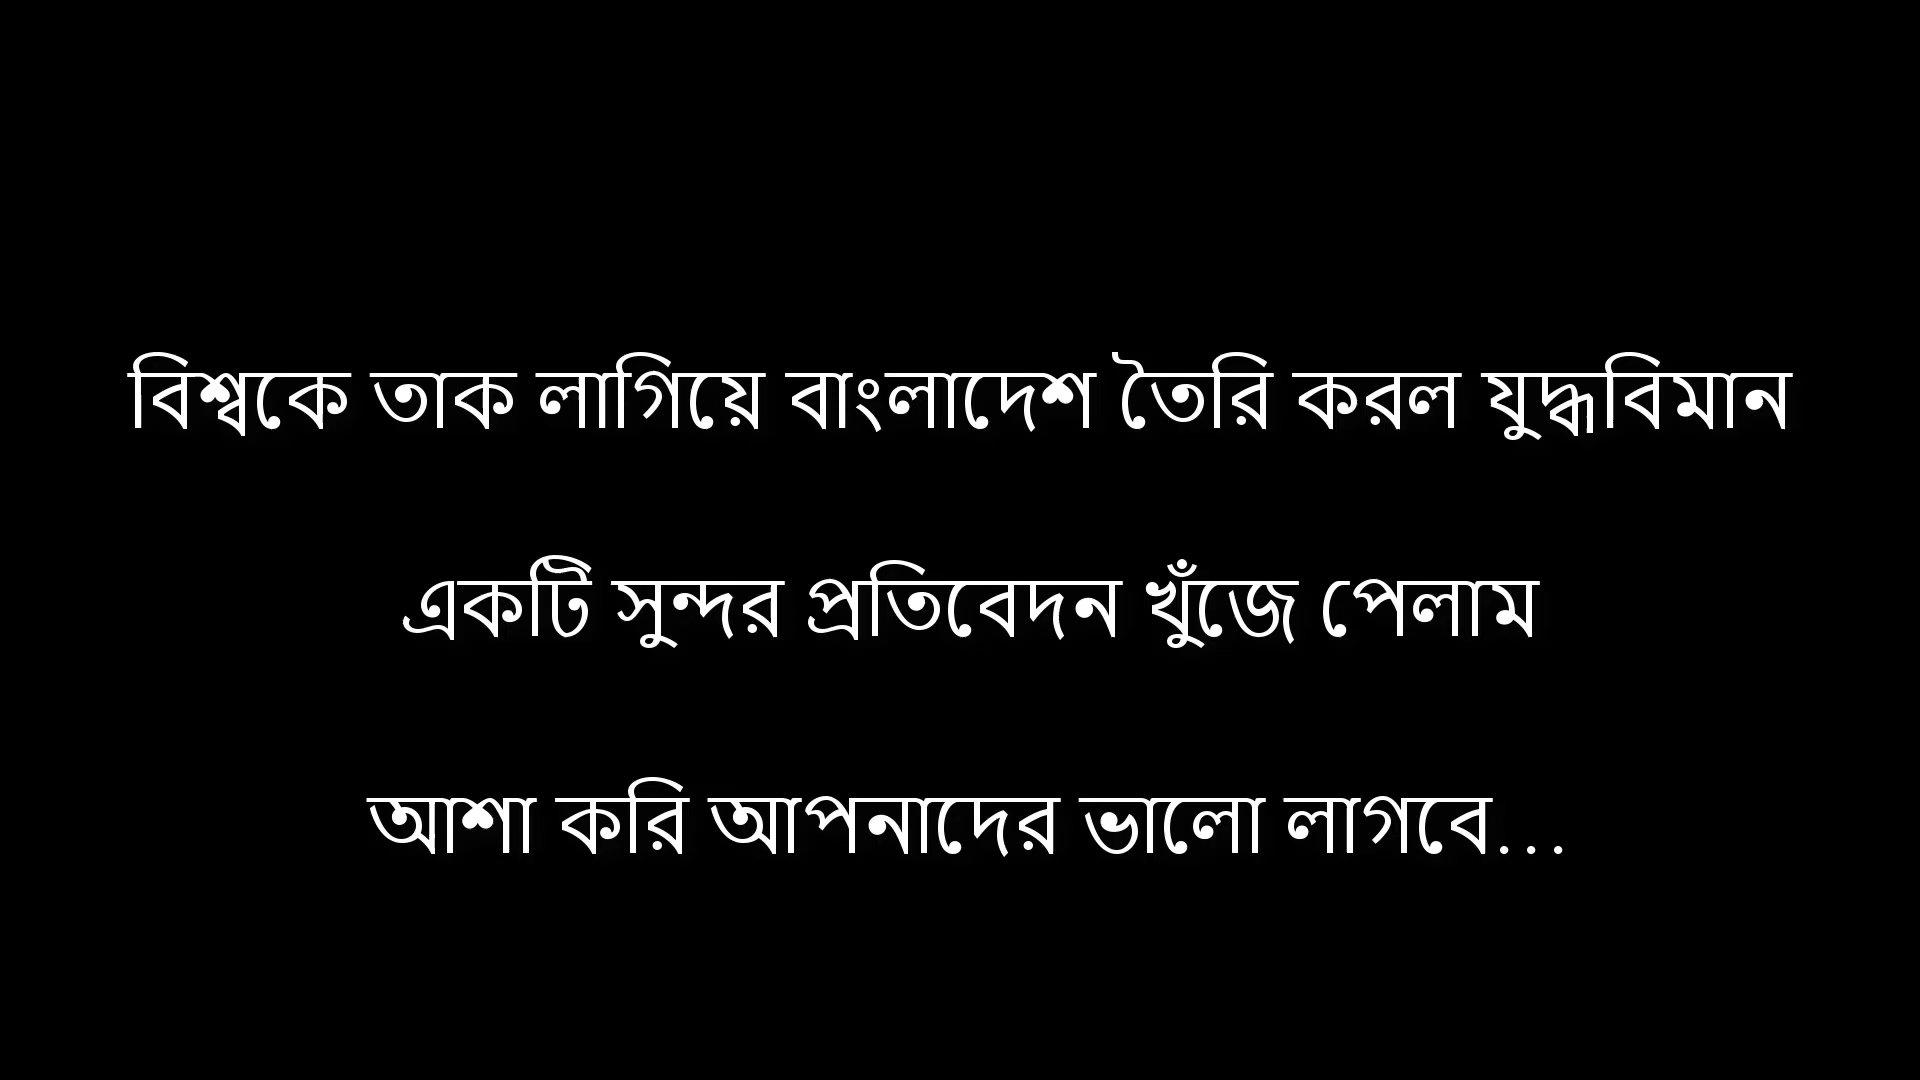 বিশ্বকে তাক লাগিয়ে বাংলাদেশ তৈরি করল যুদ্ধবিমান
একটি সুন্দর প্রতিবেদন খুঁজে পেলাম
আশা করি আপনাদের ভালো লাগবে...